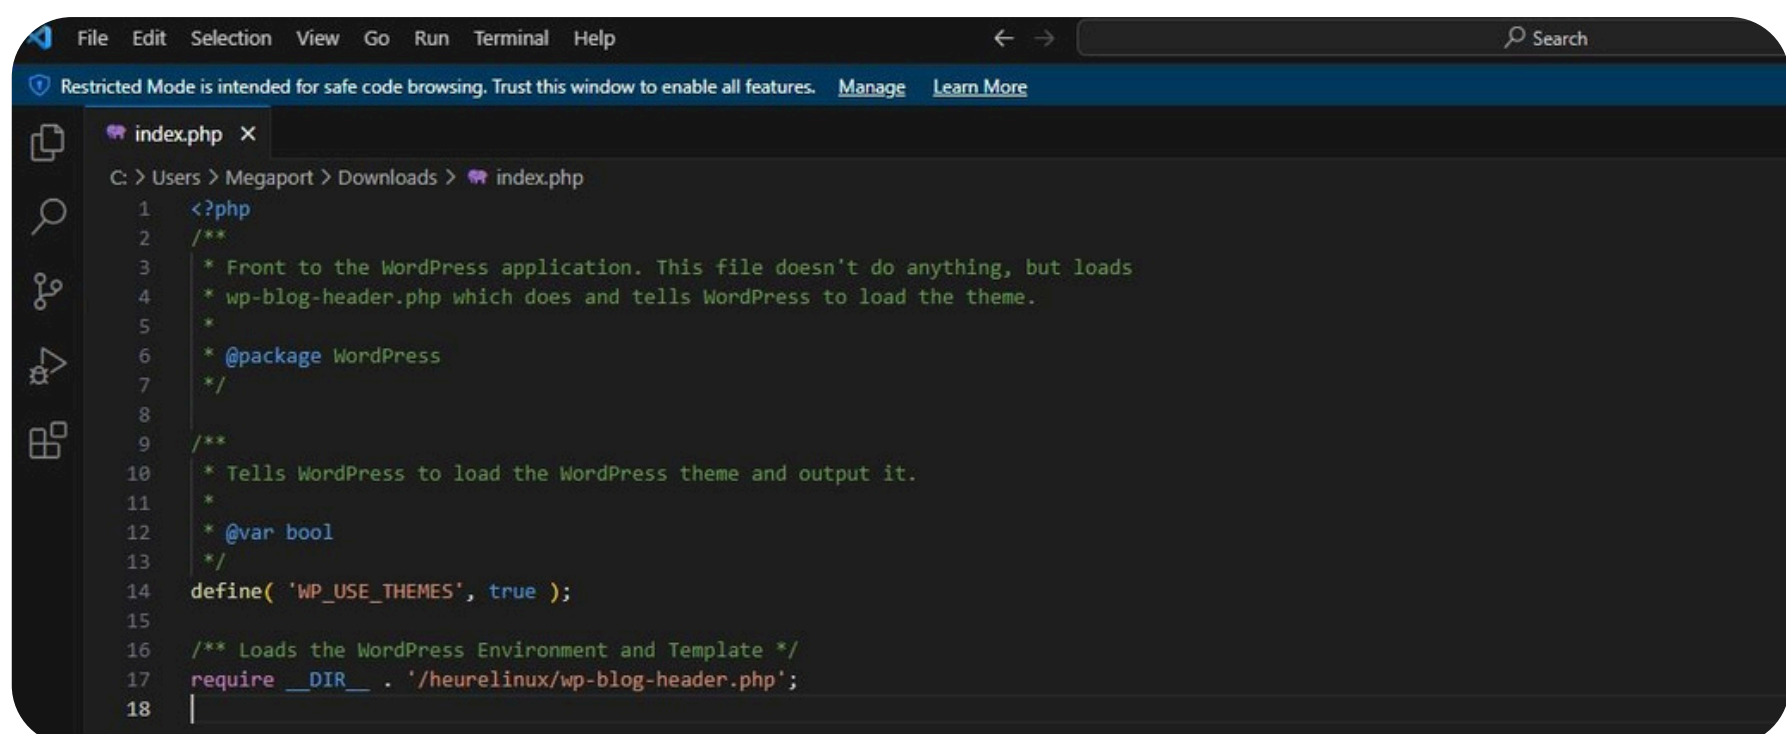 File Edit Selection View Go Run Terminal Help Search
Restricted Mode is intended for safe code browsing. Trust this window to enable all features. Manage Learn More
index.php
C: > Users > Megaport > Downloads > index.php
1 <?php
2 /**
3 * Front to the WordPress application. This file doesn't do anything, but loads
4 * wp-blog-header.php which does and tells WordPress to load the theme.
5 *
6 * @package WordPress
7 */
8
9 /**
10 * Tells WordPress to load the WordPress theme and output it.
11 *
12 * @var bool
13 */
14 define( 'WP_USE_THEMES', true );
15
16 /** Loads the WordPress Environment and Template */
17 require __DIR__ . '/heurelinux/wp-blog-header.php';
18